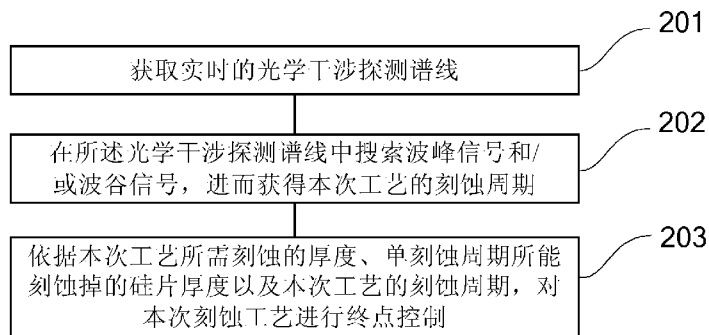 201
获取实时的光学干涉探测谱线
202
在所述光学干涉探测谱线中搜索波峰信号和/
或波谷信号，进而获得本次工艺的刻蚀周期
203
依据本次工艺所需刻蚀的厚度、单刻蚀周期所能
刻蚀掉的硅片厚度以及本次工艺的刻蚀周期，对
本次刻蚀工艺进行终点控制